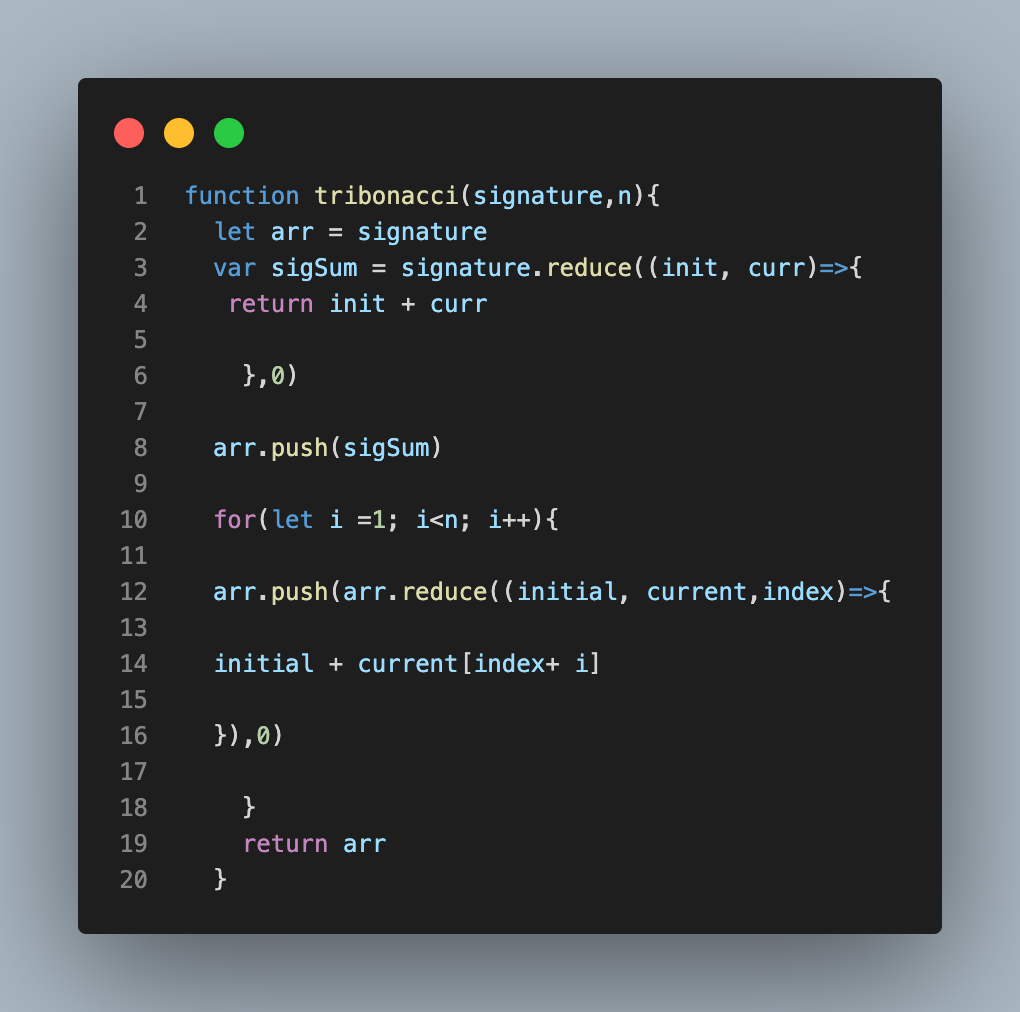 1 function tribonacci(signature,n){
2 let arr = signature
3 var sigSum = signature.reduce((init, curr)=>{
4 return init + curr
5
6 },0)
7
8 arr.push(sigSum)
9
10 for(let i =1; i<n; i++){
11
12 arr.push(arr.reduce((initial, current,index)=>{
13
14 initial + current[index+ i]
15
16 }),0)
17
18 }
19 return arr
20 }